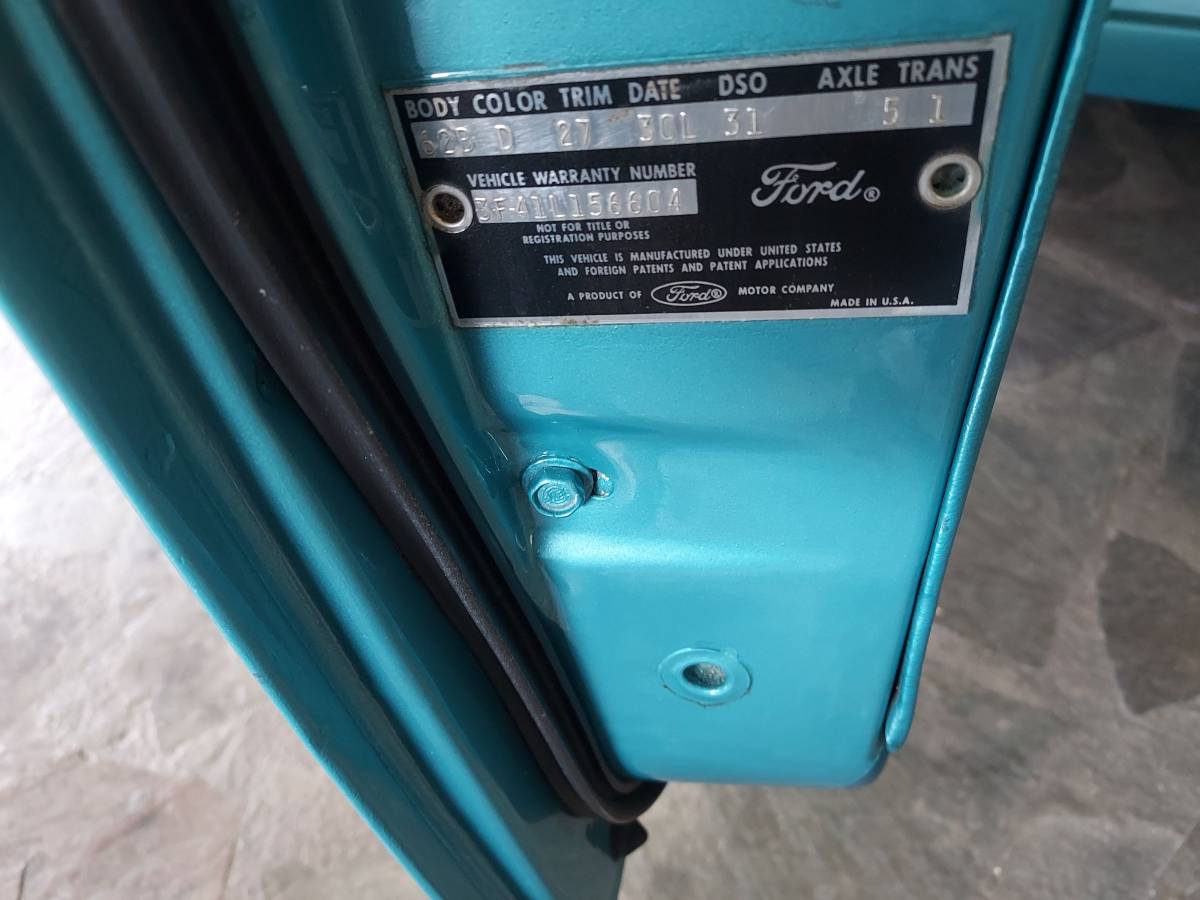 BODY COLOR TRIM DATE DSO AXLE TRANS
62B D 27 30L 31 5 1
VEHICLE WARRANTY NUMBER
3F41L156604
Ford®
NOT FOR TITLE OR
REGISTRATION PURPOSES
THIS VEHICLE IS MANUFACTURED UNDER UNITED STATES
AND FOREIGN PATENTS AND PATENT APPLICATIONS
A PRODUCT OF Ford® MOTOR COMPANY
MADE IN U.S.A.